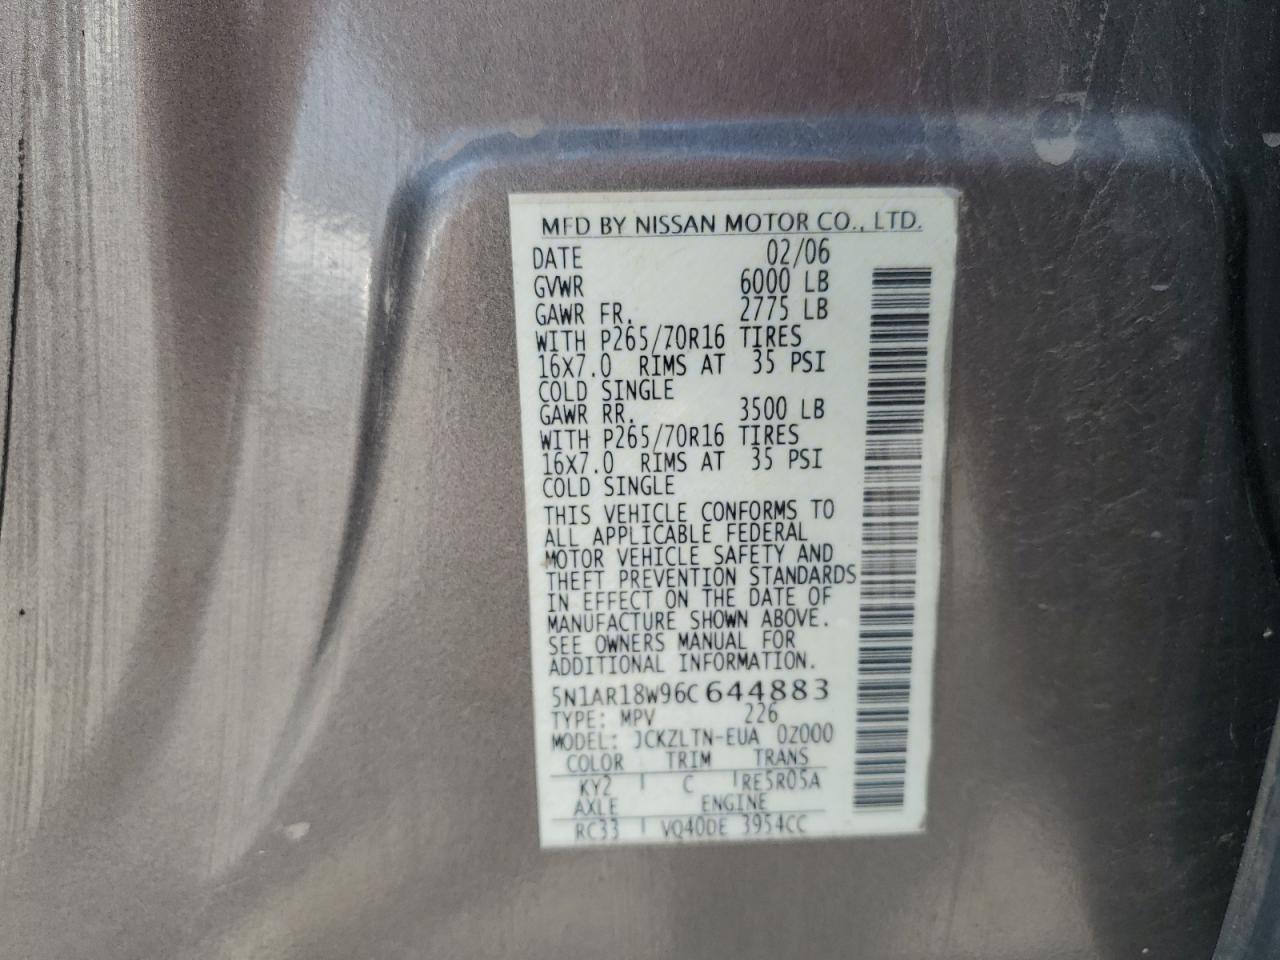 MFD BY NISSAN MOTOR CO., LTD.
DATE 02/06
GVWR 6000 LB
GAWR FR. 2775 LB
WITH P265/70R16 TIRES
16X7.0 RIMS AT 35 PSI
COLD SINGLE
GAWR RR. 3500 LB
WITH P265/70R16 TIRES
16X7.0 RIMS AT 35 PSI
COLD SINGLE
THIS VEHICLE CONFORMS TO
ALL APPLICABLE FEDERAL
MOTOR VEHICLE SAFETY AND
THEFT PREVENTION STANDARDS
IN EFFECT ON THE DATE OF
MANUFACTURE SHOWN ABOVE.
SEE OWNERS MANUAL FOR
ADDITIONAL INFORMATION.
5N1AR18W96C644883
TYPE: MPV 226
MODEL: JCKZLTN-EUA 0Z000
COLOR TRIM TRANS
KY2 C RE5R05A
AXLE ENGINE
RC33 VQ40DE 3954CC